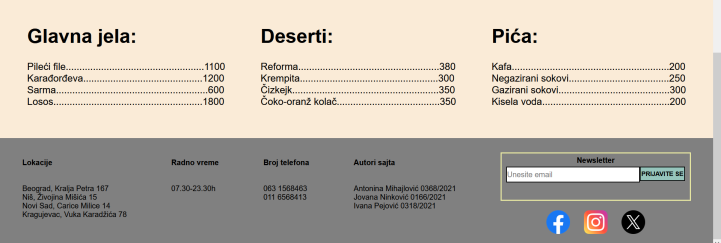 Glavna jela:
Pileći file.....................................................1100
Karađorđeva..............................................1200
Sarma..........................................................600
Losos.........................................................1800
Deserti:
Reforma......................................................380
Krempita.....................................................300
Čizkejk........................................................350
Čoko-oranž kolač........................................350
Pića:
Kafa............................................................200
Negazirani sokovi......................................250
Gazirani sokovi..........................................300
Kisela voda................................................200
Lokacije
Beograd, Kralja Petra 167
Niš, Živojina Mišića 15
Novi Sad, Carice Milice 14
Kragujevac, Vuka Karadžića 78
Radno vreme
07.30-23.30h
Broj telefona
063 1568463
011 6568413
Autori sajta
Antonina Mihajlović 0368/2021
Jovana Ninković 0166/2021
Ivana Pejović 0318/2021
Newsletter
Unesite email
PRIJAVITE SE